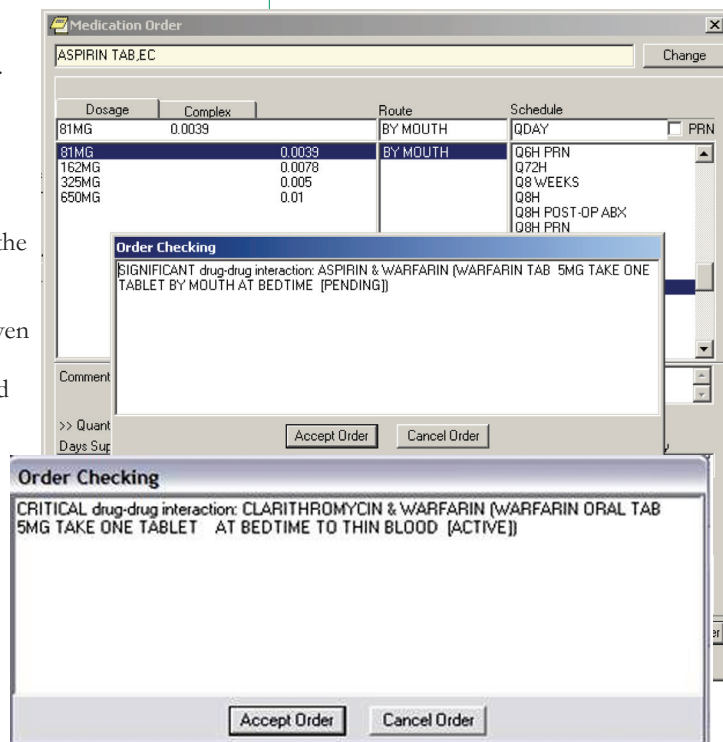 Medication Order
ASPIRIN TAB,EC
Change
Dosage Complex Route Schedule
81MG 0.0039 BY MOUTH QDAY PRN
81MG 0.0039 BY MOUTH Q6H PRN
162MG 0.0078 Q72H
325MG 0.005 Q8 WEEKS
650MG 0.01 Q8H
Q8H POST-OP ABX
Q8H PRN
the
Order Checking
SIGNIFICANT drug-drug interaction: ASPIRIN & WARFARIN (WARFARIN TAB 5MG TAKE ONE
TABLET BY MOUTH AT BEDTIME [PENDING])
Comment
>> Quant
Days Sup
Accept Order Cancel Order
Order Checking
CRITICAL drug-drug interaction: CLARITHROMYCIN & WARFARIN (WARFARIN ORAL TAB
5MG TAKE ONE TABLET AT BEDTIME TO THIN BLOOD [ACTIVE])
Accept Order Cancel Order